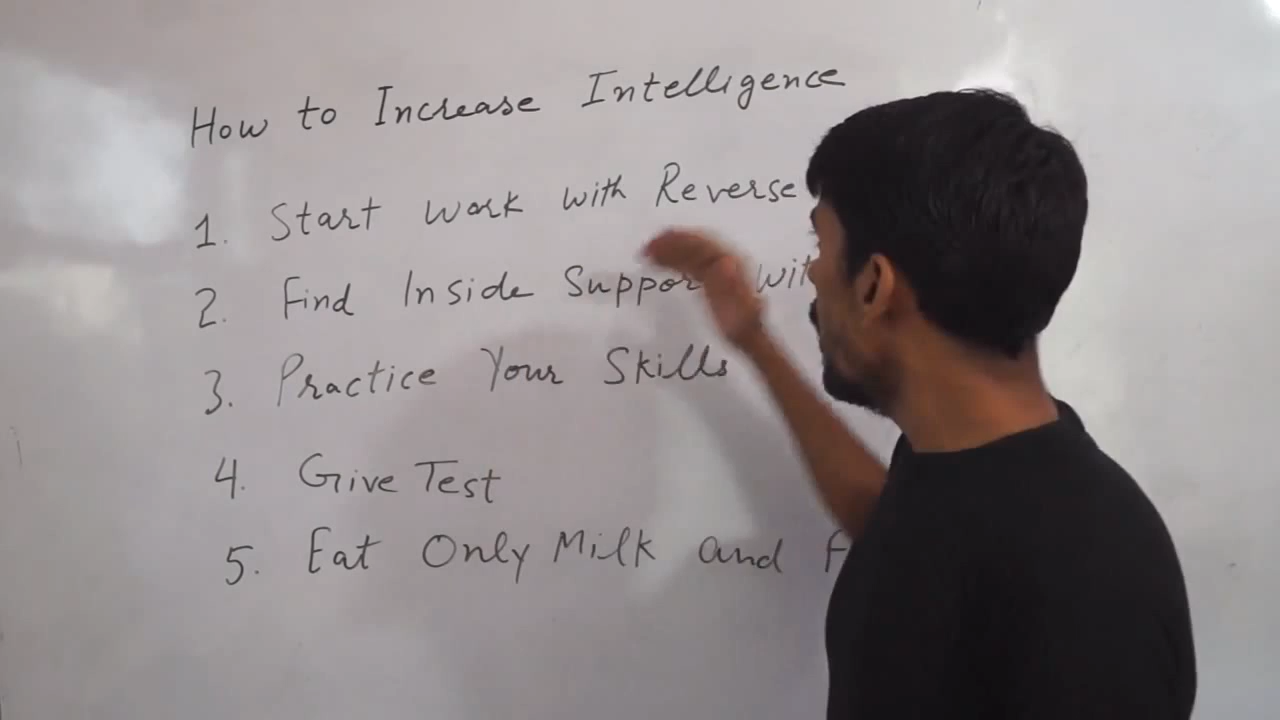 How to Increase Intelligence
1. Start work with Reverse
2. Find Inside Support
3. Practice Your Skills
4. Give Test
5. Eat Only Milk and